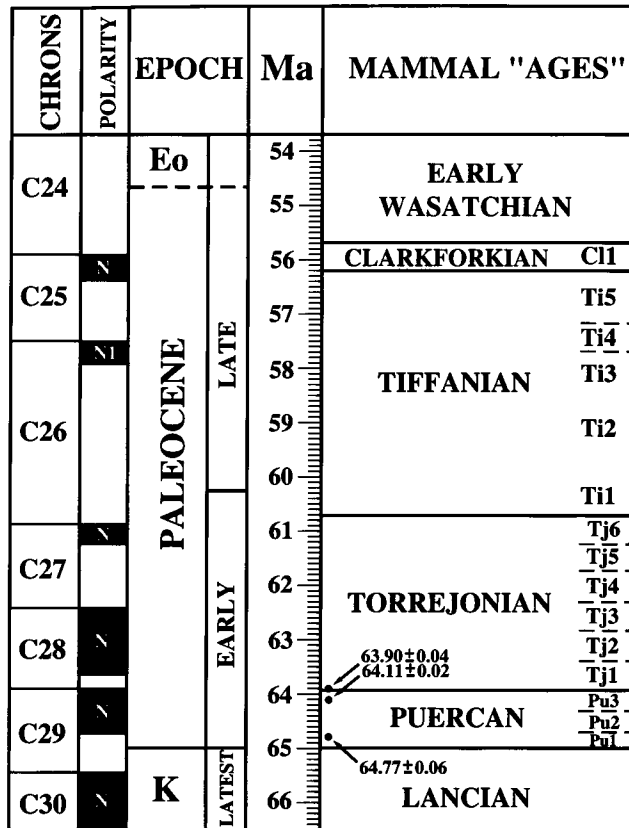 CHRONS
POLARITY
EPOCH
Ma
MAMMAL "AGES"
C24
C25
C26
C27
C28
C29
C30
N
N1
N
N
N
N
Eo
PALEOCENE
K
LATE
EARLY
LATEST
54
55
56
57
58
59
60
61
62
63
64
65
66
EARLY
WASATCHIAN
CLARKFORKIAN Cl1
TIFFANIAN
Ti5
Ti4
Ti3
Ti2
Ti1
TORREJONIAN
Tj6
Tj5
Tj4
Tj3
Tj2
Tj1
63.90±0.04
64.11±0.02
PUERCAN
Pu3
Pu2
Pu1
64.77±0.06
LANCIAN